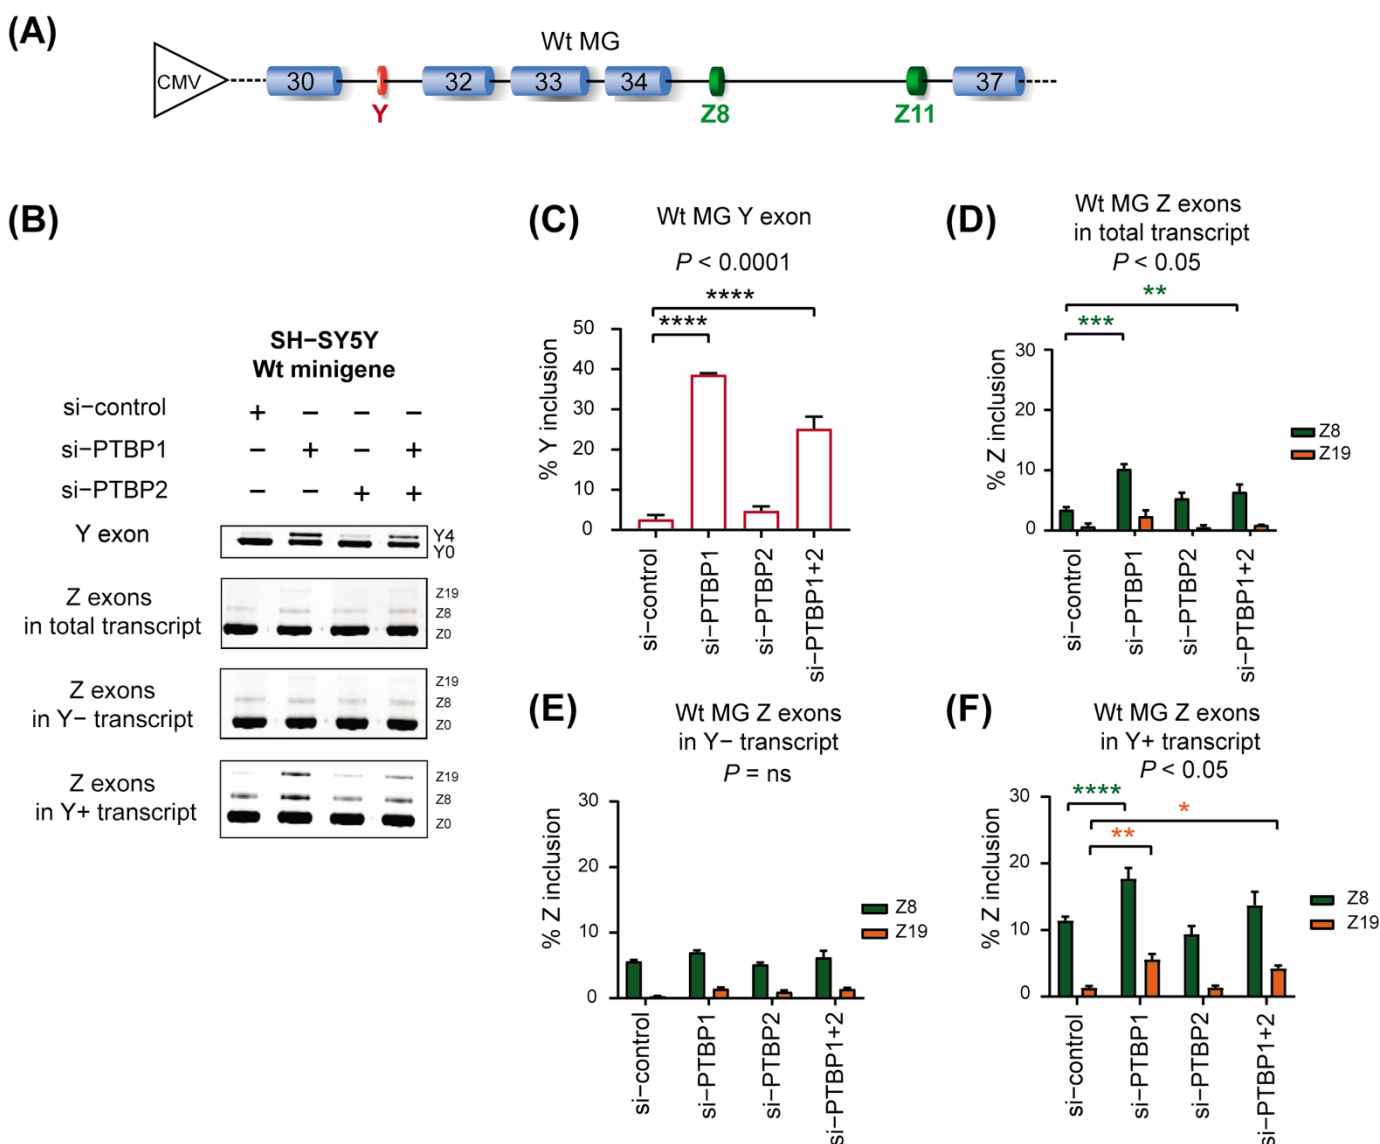 (A)
Wt MG
CMV
30
32
33
34
37
Y
Z8
Z11
(B)
SH−SY5Y
Wt minigene
si−control + − − −
si−PTBP1 − + − +
si−PTBP2 − − + +
Y exon
Y4
Y0
Z exons
in total transcript
Z19
Z8
Z0
Z exons
in Y− transcript
Z19
Z8
Z0
Z exons
in Y+ transcript
Z19
Z8
Z0
(C)
Wt MG Y exon
P < 0.0001
****
****
% Y inclusion
50
40
30
20
10
0
si−control
si−PTBP1
si−PTBP2
si−PTBP1+2
(D)
Wt MG Z exons
in total transcript
P < 0.05
**
***
% Z inclusion
30
20
10
0
Z8
Z19
si−control
si−PTBP1
si−PTBP2
si−PTBP1+2
(E)
Wt MG Z exons
in Y− transcript
P = ns
% Z inclusion
30
20
10
0
Z8
Z19
si−control
si−PTBP1
si−PTBP2
si−PTBP1+2
(F)
Wt MG Z exons
in Y+ transcript
P < 0.05
****
*
**
% Z inclusion
30
20
10
0
Z8
Z19
si−control
si−PTBP1
si−PTBP2
si−PTBP1+2